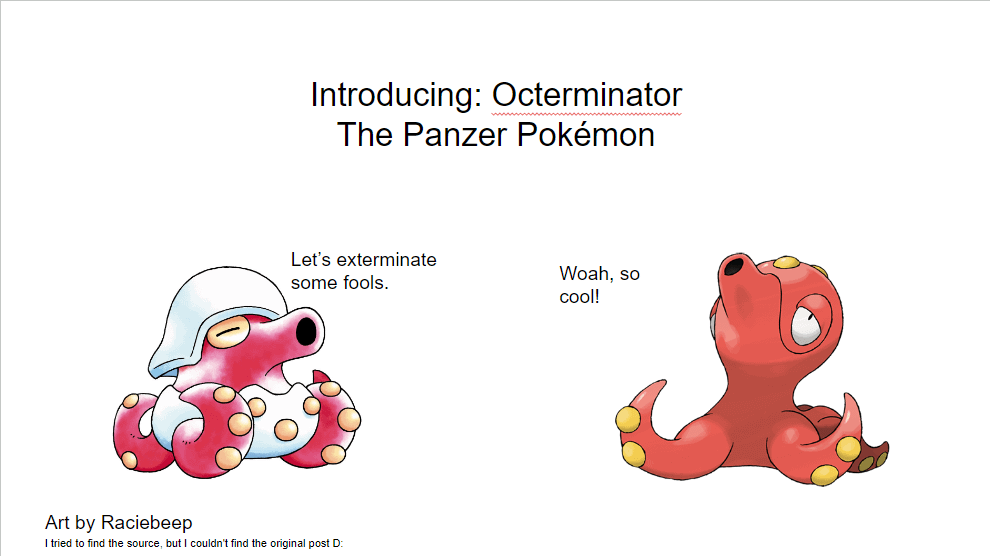 Introducing: Octerminator
The Panzer Pokémon
Let's exterminate
some fools.
Woah, so
cool!
Art by Raciebeep
I tried to find the source, but I couldn't find the original post D: